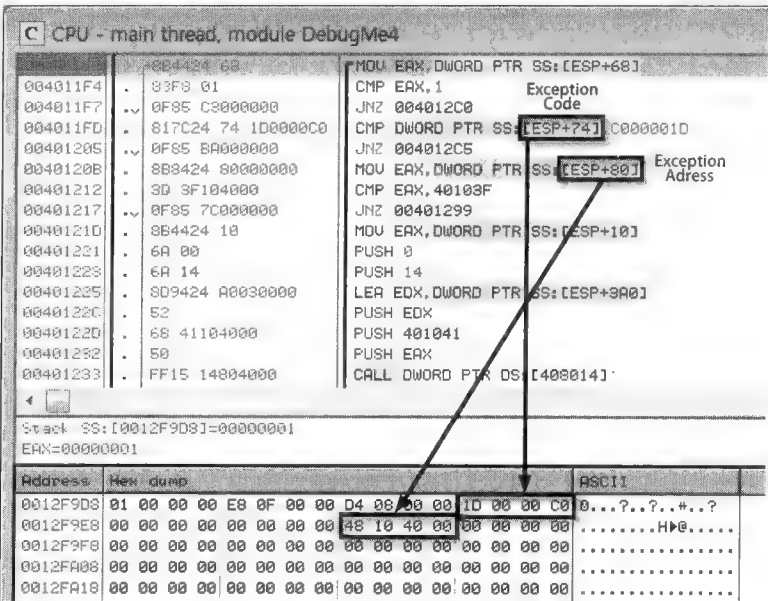 C CPU - main thread, module DebugMe4
8B4424 68 MOV EAX,DWORD PTR SS:[ESP+68]
004011F4 . 83F8 01 CMP EAX,1
Exception
Code
004011F7 .⌄ 0F85 C3000000 JNZ 004012C0
004011FD . 817C24 74 1D0000C0 CMP DWORD PTR SS:[ESP+74] C000001D
00401205 .⌄ 0F85 BA000000 JNZ 004012C5
0040120B . 8B8424 80000000 MOV EAX,DWORD PTR SS:[ESP+80]
Exception
Adress
00401212 . 3D 3F104000 CMP EAX,40103F
00401217 .⌄ 0F85 7C000000 JNZ 00401299
0040121D . 8B4424 10 MOV EAX,DWORD PTR SS:[ESP+10]
00401221 . 6A 00 PUSH 0
00401223 . 6A 14 PUSH 14
00401225 . 8D9424 A0030000 LEA EDX,DWORD PTR SS:[ESP+3A0]
0040122C . 52 PUSH EDX
0040122D . 68 41104000 PUSH 401041
00401232 . 50 PUSH EAX
00401233 . FF15 14804000 CALL DWORD PTR DS:[408014]
Stack SS:[0012F9D8]=00000001
EAX=00000001
Address Hex dump ASCII
0012F9D8 01 00 00 00 E8 0F 00 00 D4 08 00 00 1D 00 00 C0 0...?..?..#..?
0012F9E8 00 00 00 00 00 00 00 00 48 10 40 00 00 00 00 00 ........H►@.....
0012F9F8 00 00 00 00 00 00 00 00 00 00 00 00 00 00 00 00 ................
0012FA08 00 00 00 00 00 00 00 00 00 00 00 00 00 00 00 00 ................
0012FA18 00 00 00 00 00 00 00 00 00 00 00 00 00 00 00 00 ................